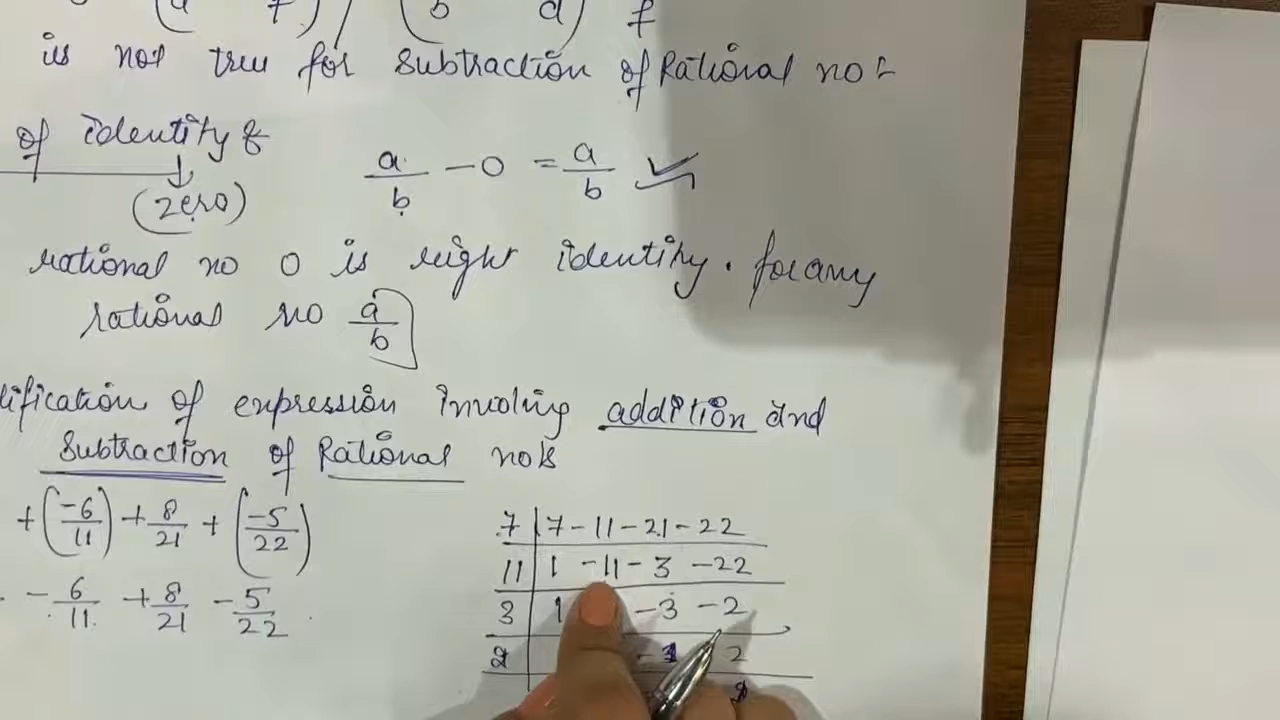 b d f
is not true for Subtraction of Rational no:
of identity &
(zero)
a/b - 0 = a/b ✓
rational no 0 is right identity. for any
rational no a/b
lification of expression involing addition and
Subtraction of Rational no's
+ (-6/11) + 8/21 + (-5/22)
- 6/11 + 8/21 - 5/22
7 | 7 - 11 - 21 - 22
11 | 1 - 11 - 3 - 22
3 | 1 - 3 - 2
2 | - 1 2